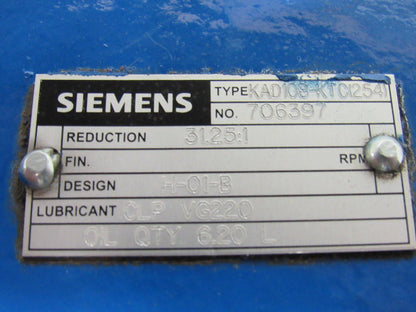 SIEMENS
TYPE KAD108-KTC(254)
NO. 706397
REDUCTION 31.25:1
FIN. RPM
DESIGN h-01-B
LUBRICANT CLP VG220
OIL QTY 6.20 L